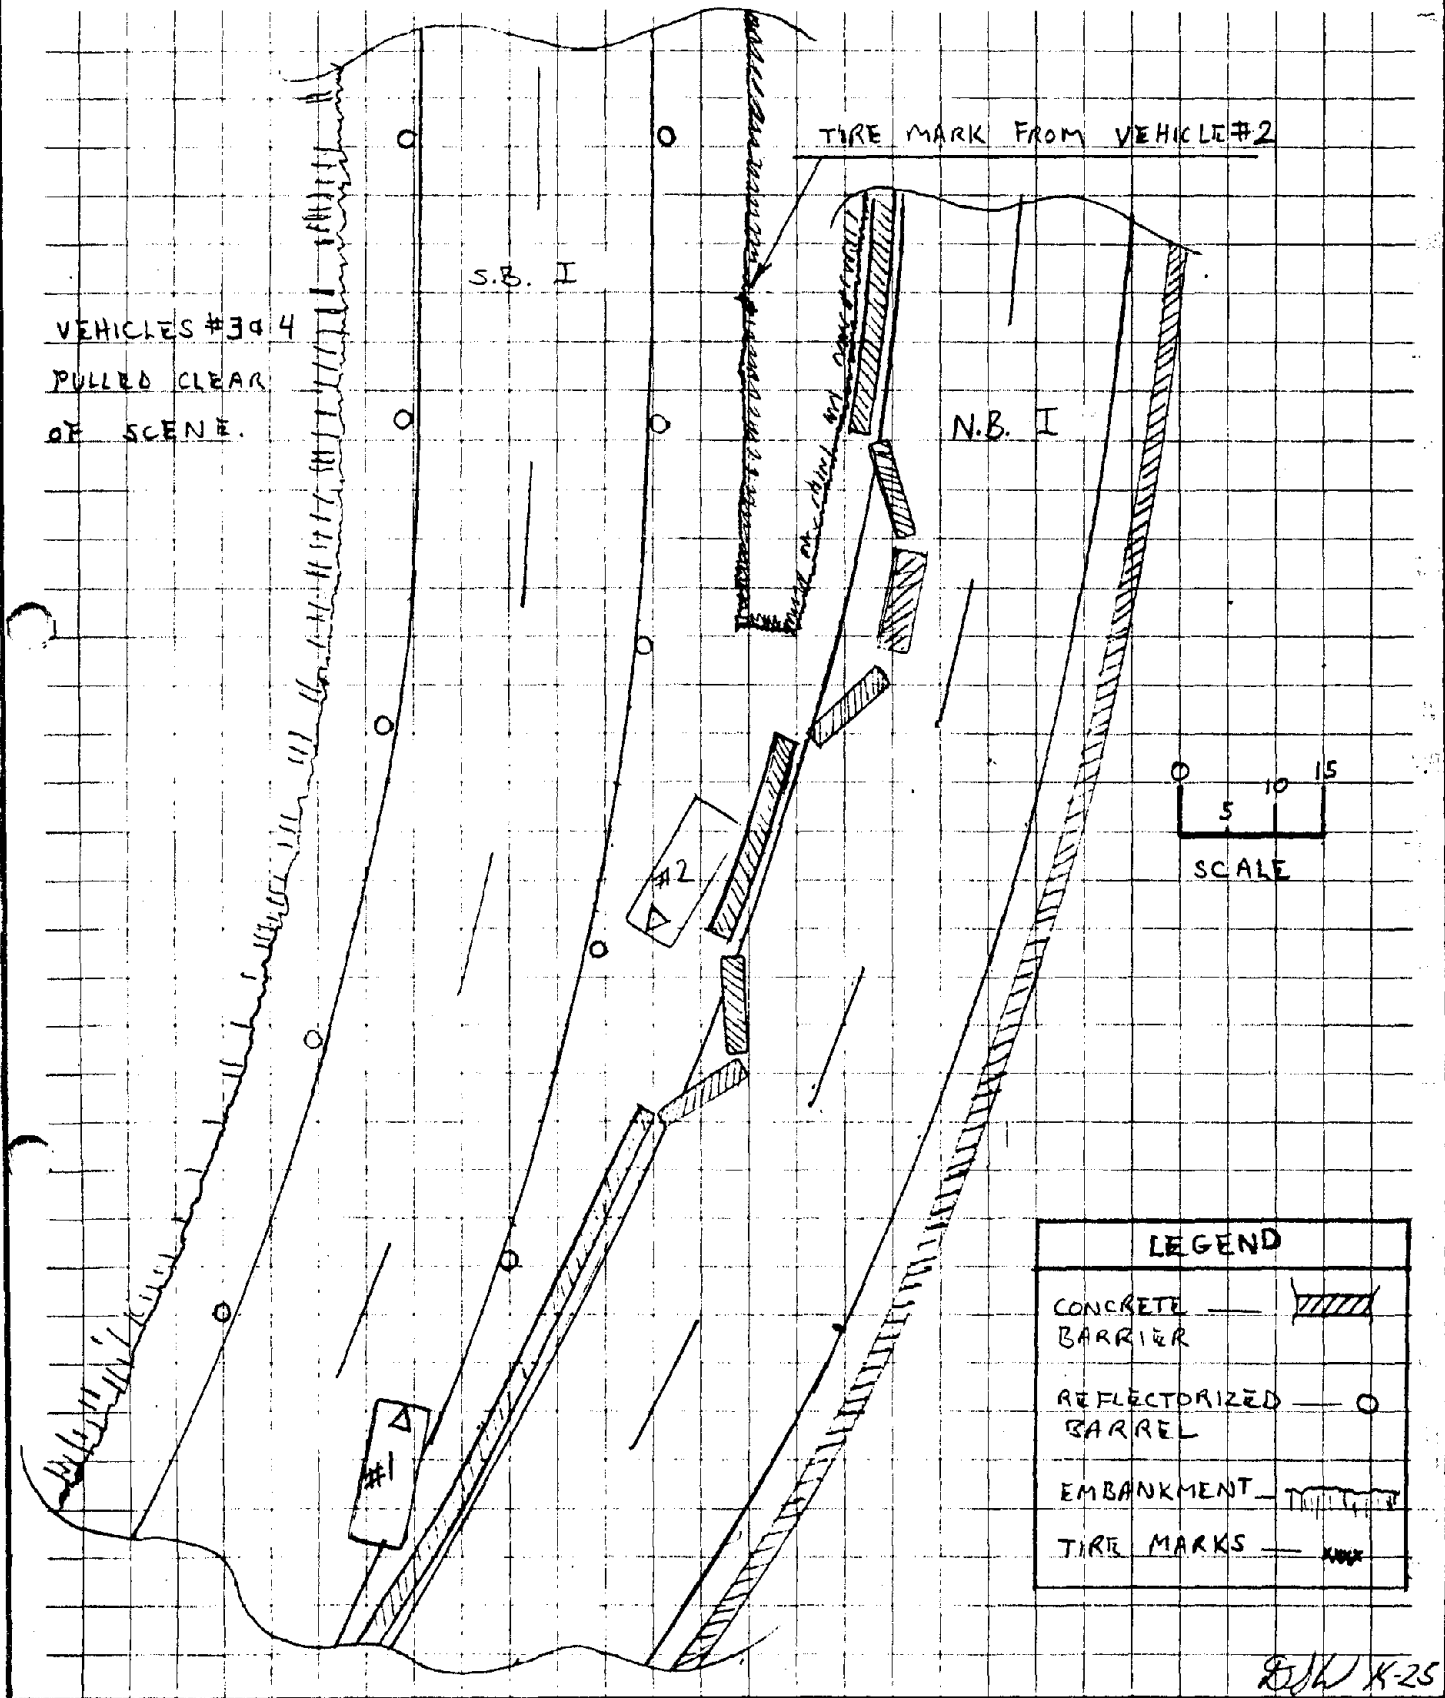 TIRE MARK FROM VEHICLE #2
S.B. I
VEHICLES #3 & 4
PULLED CLEAR
OF SCENE.
N.B. I
0 5 10 15
SCALE
#2
#1
LEGEND
CONCRETE
BARRIER
REFLECTORIZED
BARREL
EMBANKMENT
TIRE MARKS
K-25